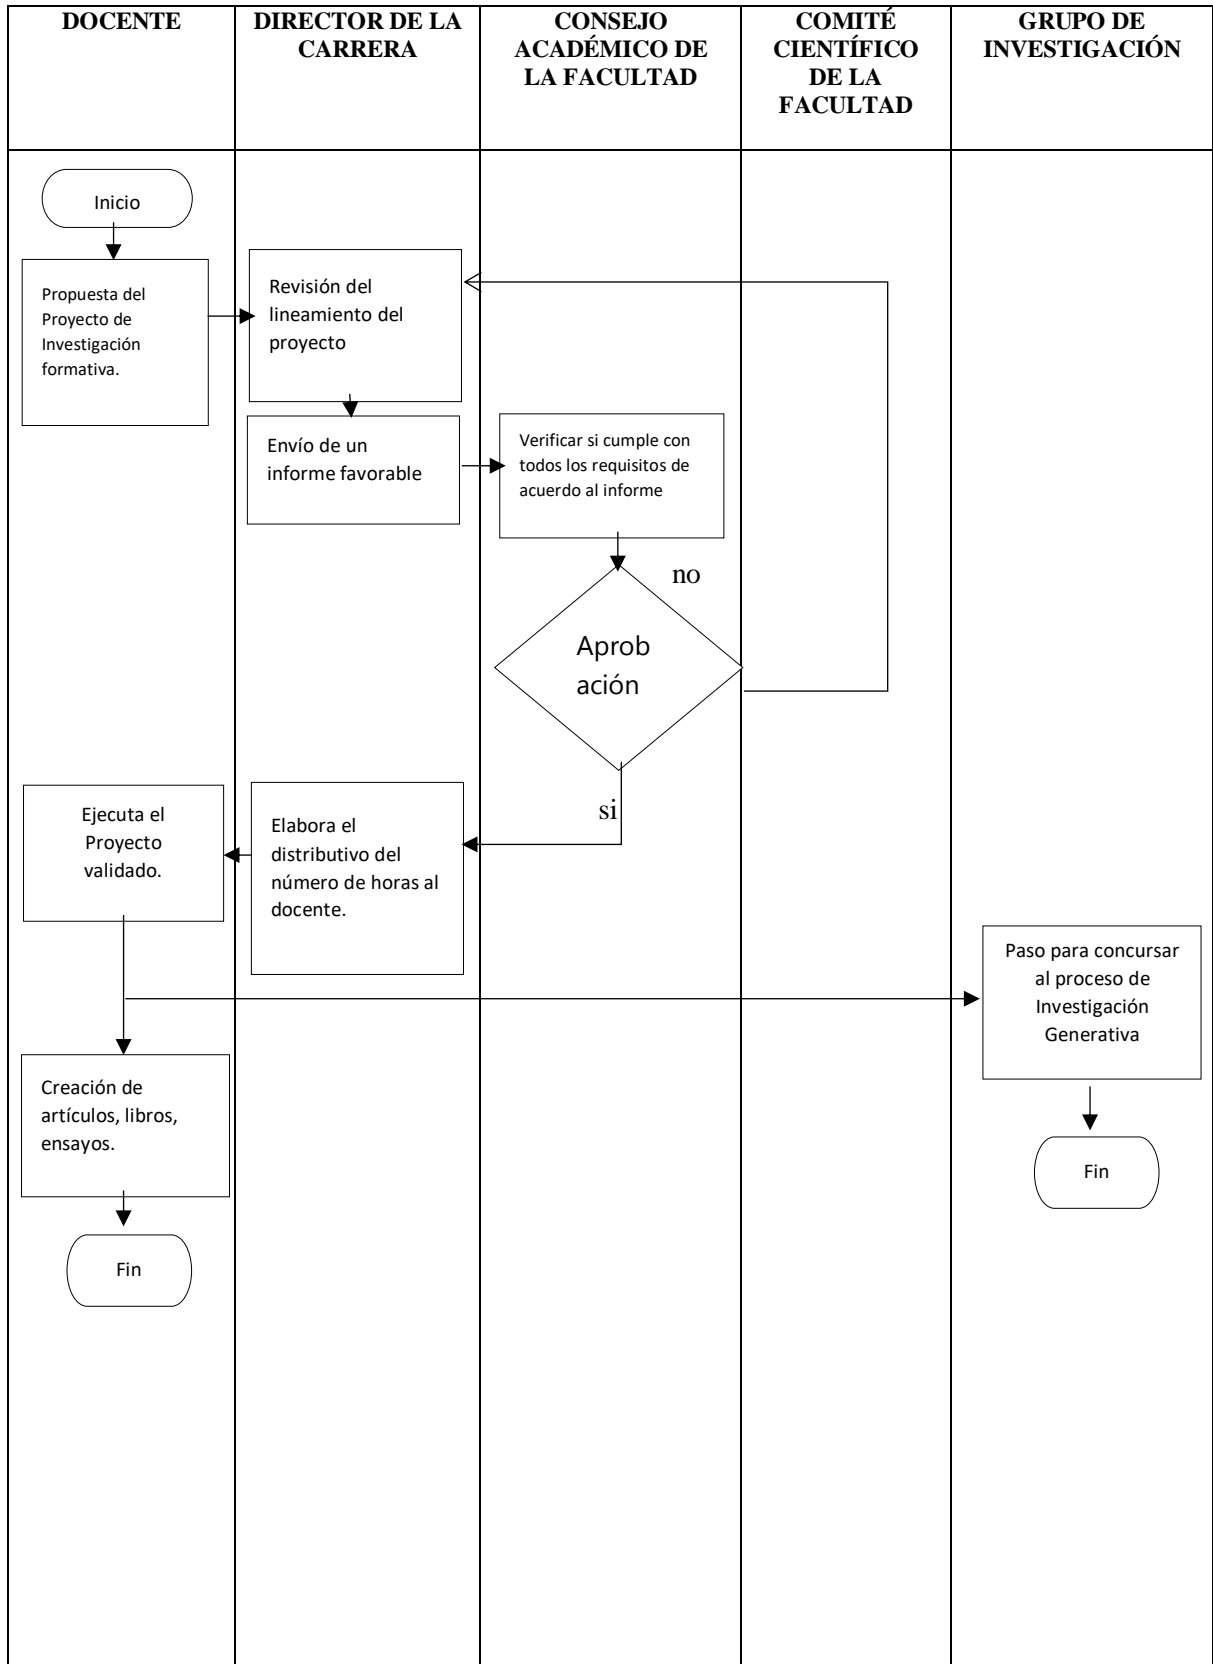 DOCENTE
DIRECTOR DE LA
CARRERA
CONSEJO
ACADÉMICO DE
LA FACULTAD
COMITÉ
CIENTÍFICO
DE LA
FACULTAD
GRUPO DE
INVESTIGACIÓN
Inicio
Propuesta del
Proyecto de
Investigación
formativa.
Revisión del
lineamiento del
proyecto
Envío de un
informe favorable
Verificar si cumple con
todos los requisitos de
acuerdo al informe
no
Aprob
ación
si
Elabora el
distributivo del
número de horas al
docente.
Ejecuta el
Proyecto
validado.
Paso para concursar
al proceso de
Investigación
Generativa
Creación de
artículos, libros,
ensayos.
Fin
Fin